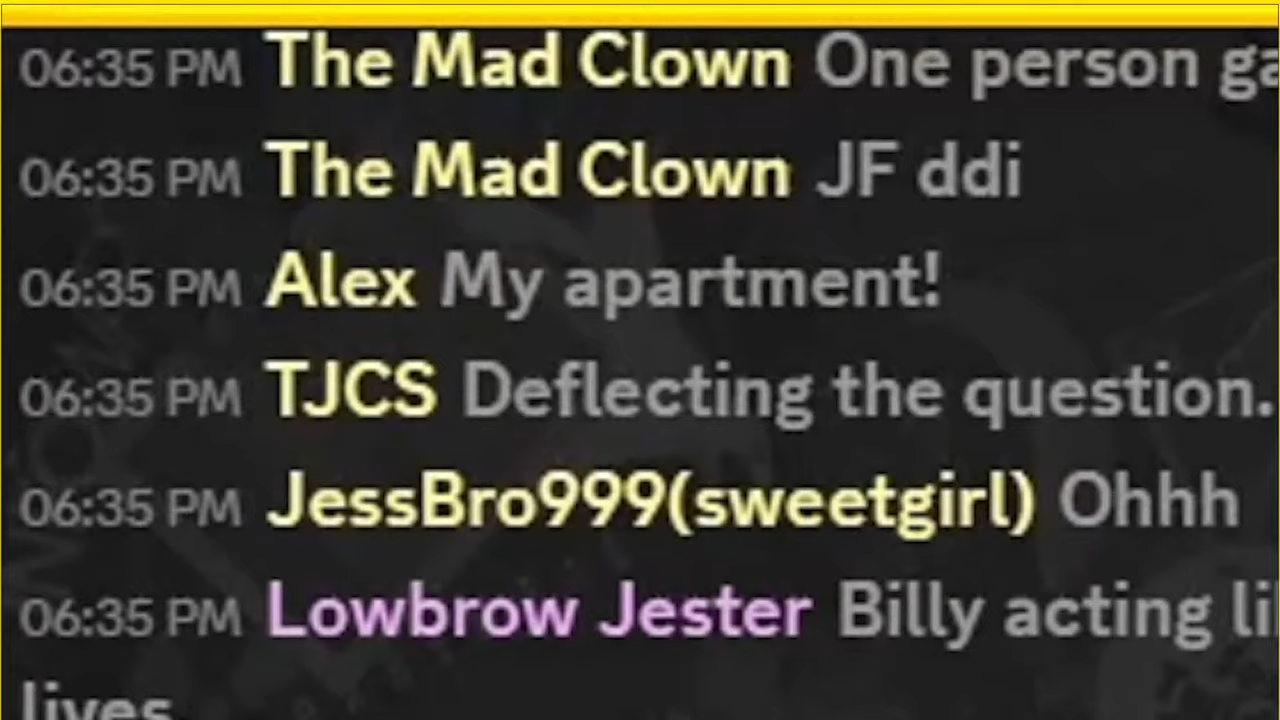 06:35 PM The Mad Clown One person ga
06:35 PM The Mad Clown JF ddi
06:35 PM Alex My apartment!
06:35 PM TJCS Deflecting the question.
06:35 PM JessBro999(sweetgirl) Ohhh
06:35 PM Lowbrow Jester Billy acting li
lives